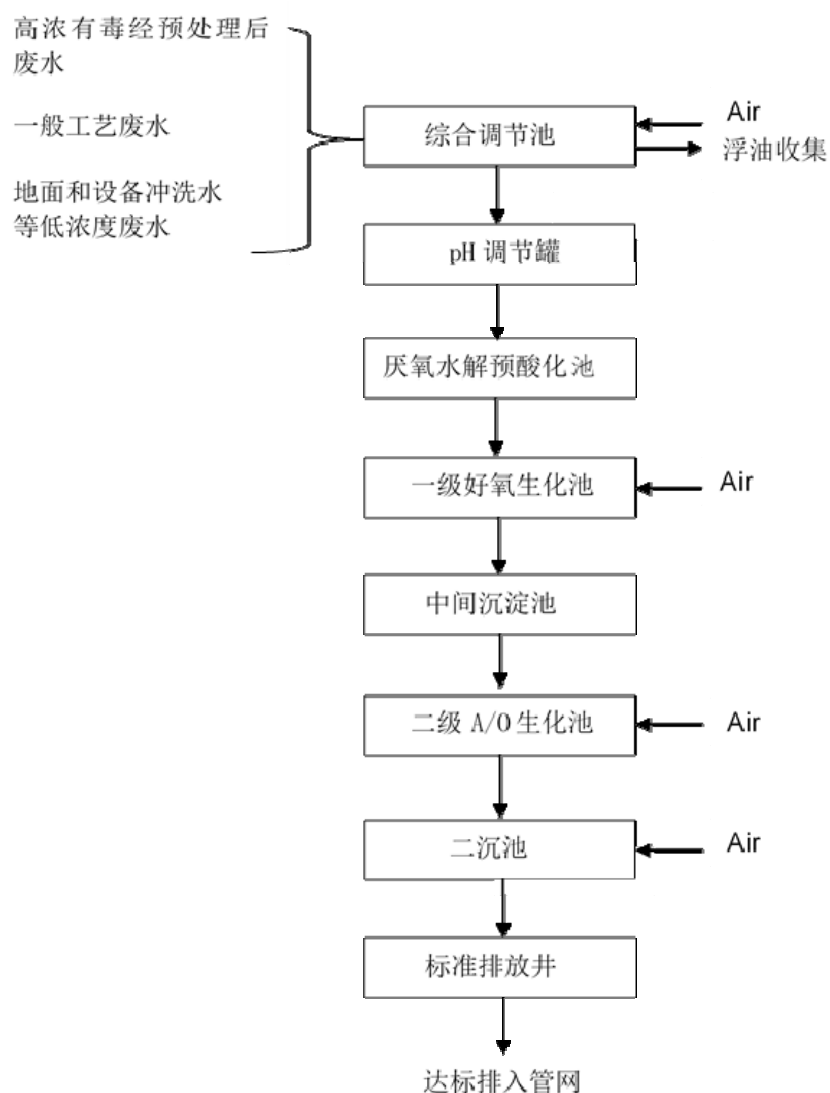 高浓有毒经预处理后
废水
一般工艺废水
地面和设备冲洗水
等低浓度废水
综合调节池
Air
浮油收集
pH 调节罐
厌氧水解预酸化池
一级好氧生化池
Air
中间沉淀池
二级 A/O 生化池
Air
二沉池
Air
标准排放井
达标排入管网